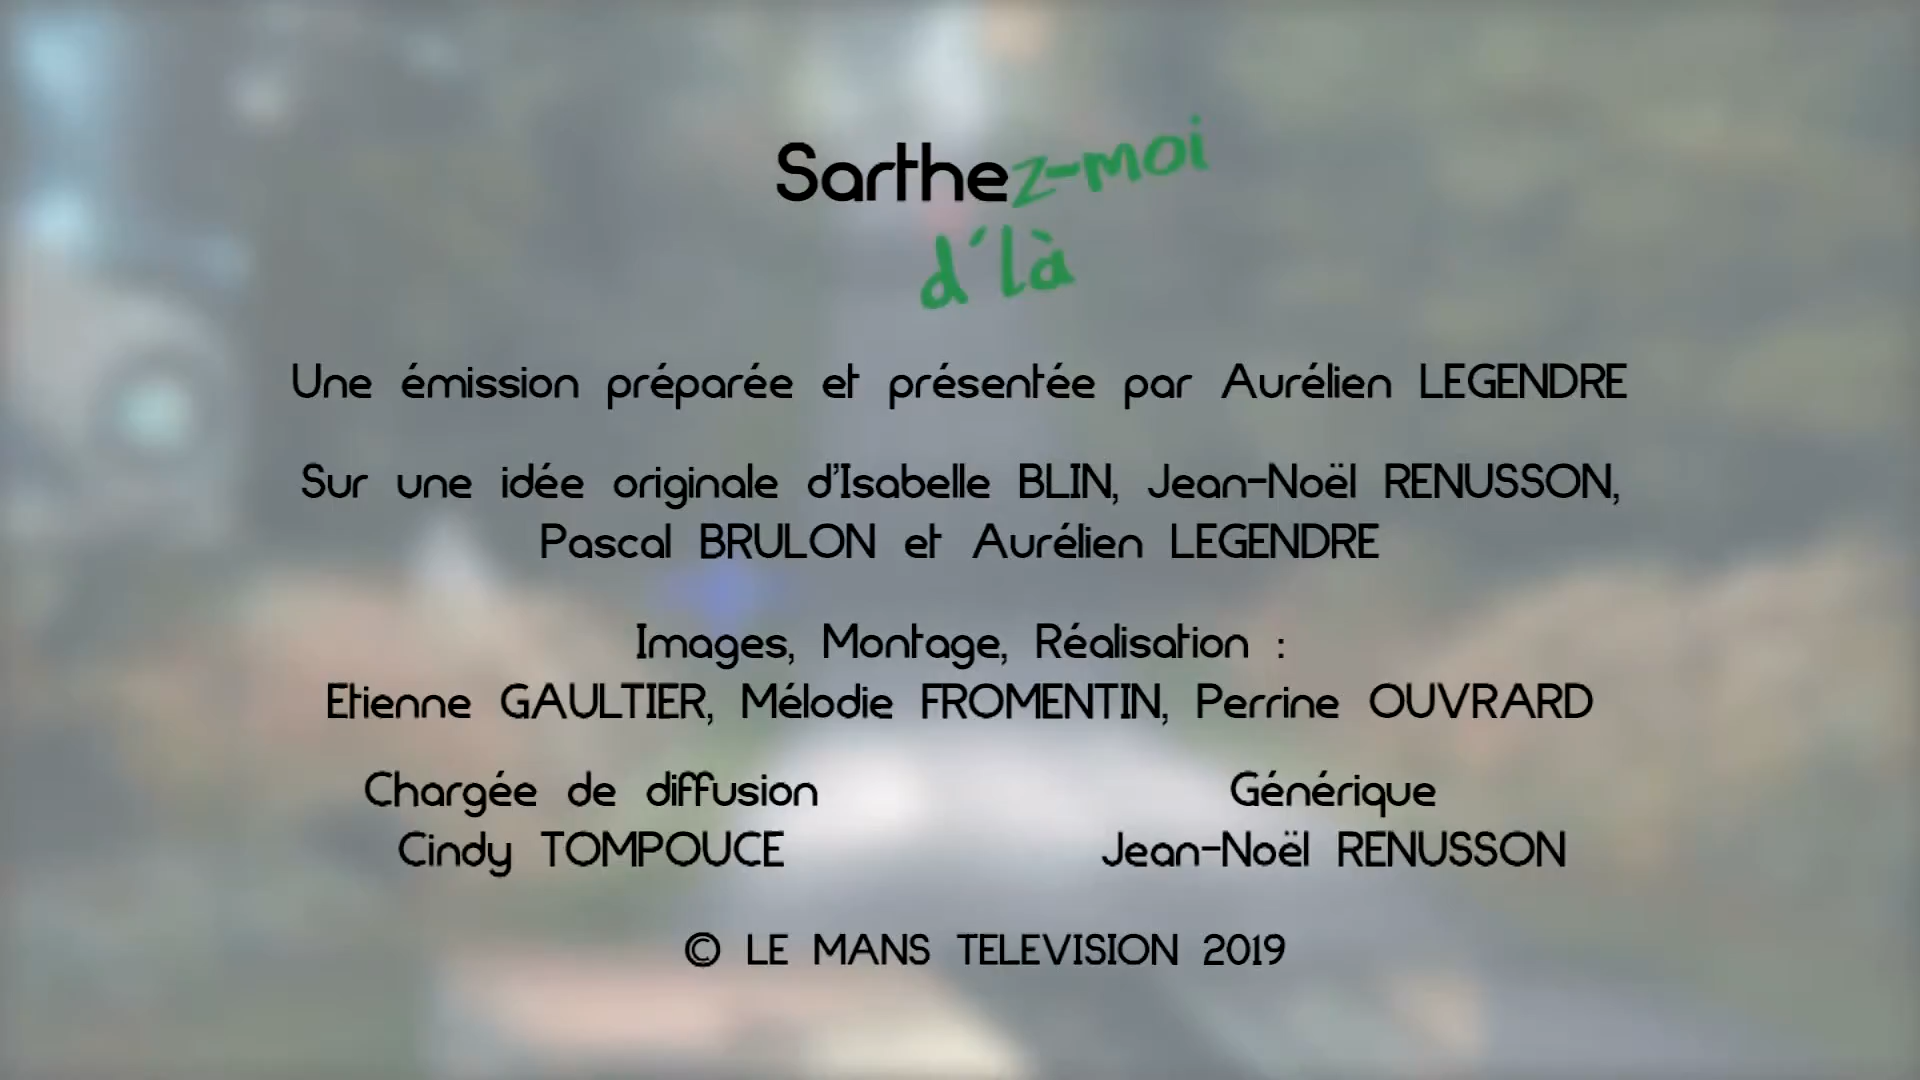 Sarthez-moi
d'là
Une émission préparée et présentée par Aurélien LEGENDRE
Sur une idée originale d'Isabelle BLIN, Jean-Noël RENUSSON,
Pascal BRULON et Aurélien LEGENDRE
Images, Montage, Réalisation :
Etienne GAULTIER, Mélodie FROMENTIN, Perrine OUVRARD
Chargée de diffusion
Cindy TOMPOUCE
Générique
Jean-Noël RENUSSON
© LE MANS TELEVISION 2019